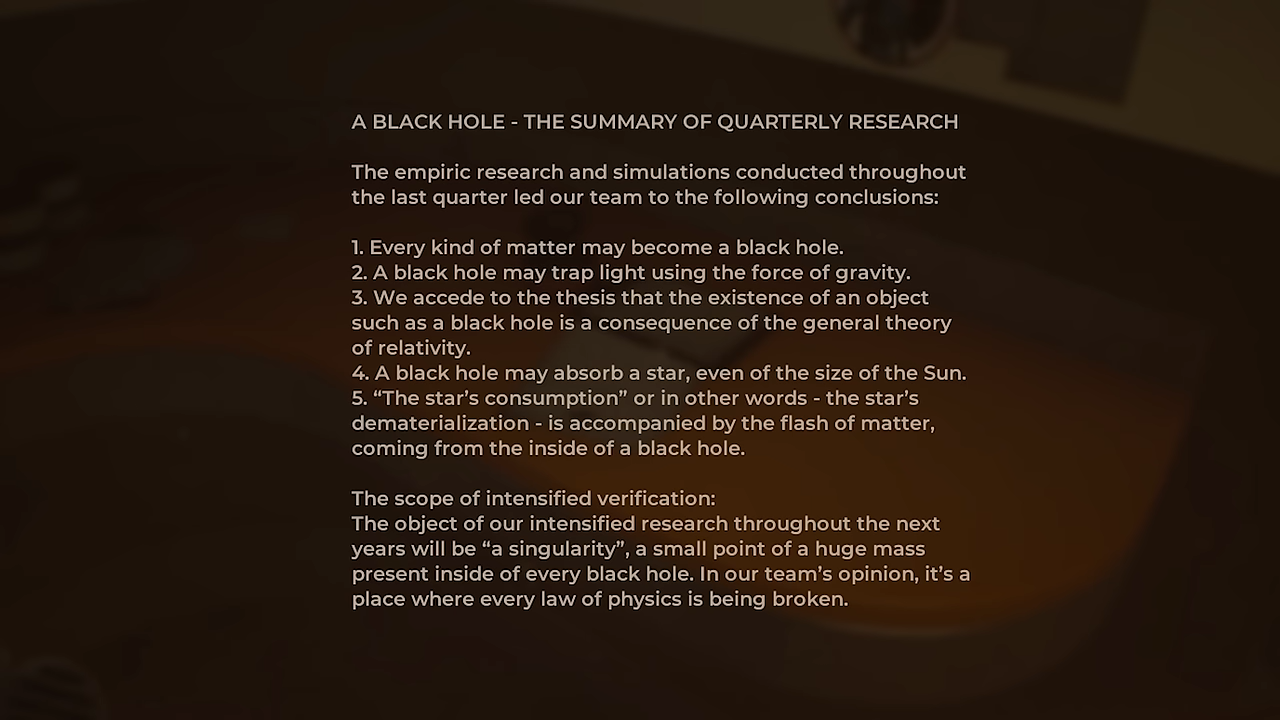 A BLACK HOLE - THE SUMMARY OF QUARTERLY RESEARCH
The empiric research and simulations conducted throughout
the last quarter led our team to the following conclusions:
1. Every kind of matter may become a black hole.
2. A black hole may trap light using the force of gravity.
3. We accede to the thesis that the existence of an object
such as a black hole is a consequence of the general theory
of relativity.
4. A black hole may absorb a star, even of the size of the Sun.
5. “The star’s consumption” or in other words - the star’s
dematerialization - is accompanied by the flash of matter,
coming from the inside of a black hole.
The scope of intensified verification:
The object of our intensified research throughout the next
years will be “a singularity”, a small point of a huge mass
present inside of every black hole. In our team’s opinion, it’s a
place where every law of physics is being broken.